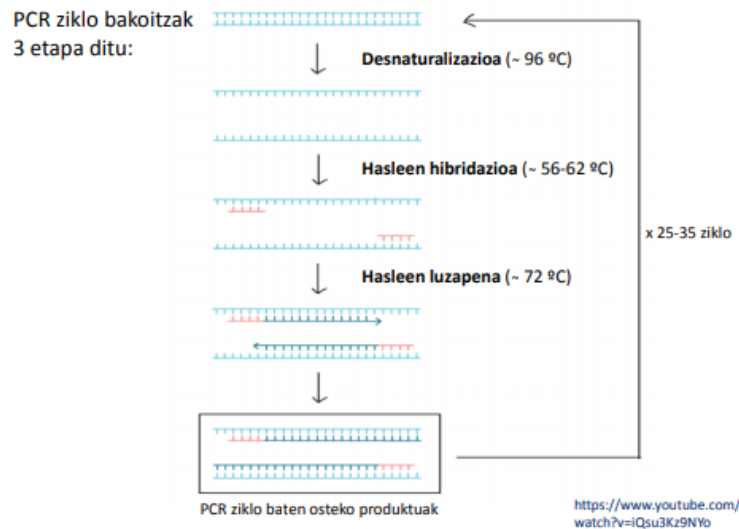 PCR ziklo bakoitzak
3 etapa ditu:
Desnaturalizazioa (~ 96 ºC)
Hasleen hibridazioa (~ 56-62 ºC)
x 25-35 ziklo
Hasleen luzapena (~ 72 ºC)
PCR ziklo baten osteko produktuak
https://www.youtube.com/
watch?v=iQsu3Kz9NYo